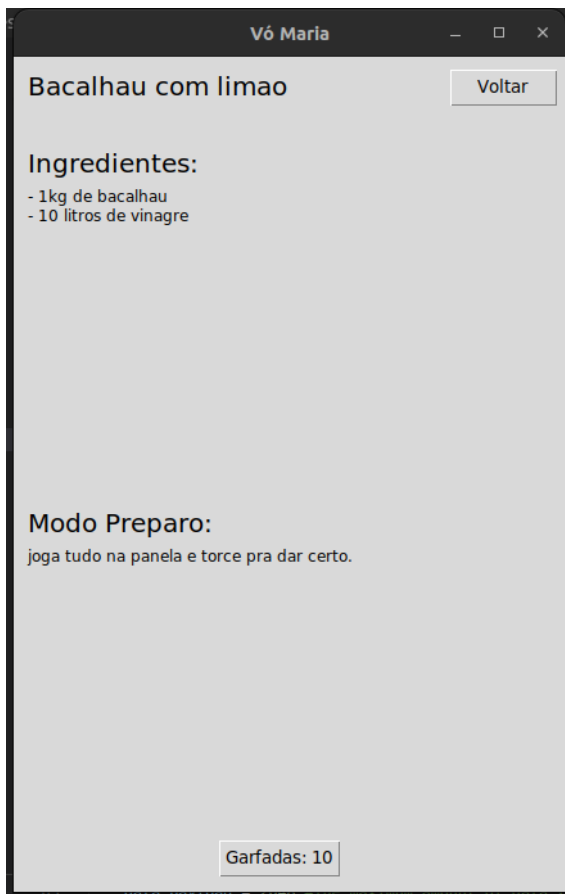 Vó Maria
Bacalhau com limao
Voltar
Ingredientes:
- 1kg de bacalhau
- 10 litros de vinagre
Modo Preparo:
joga tudo na panela e torce pra dar certo.
Garfadas: 10